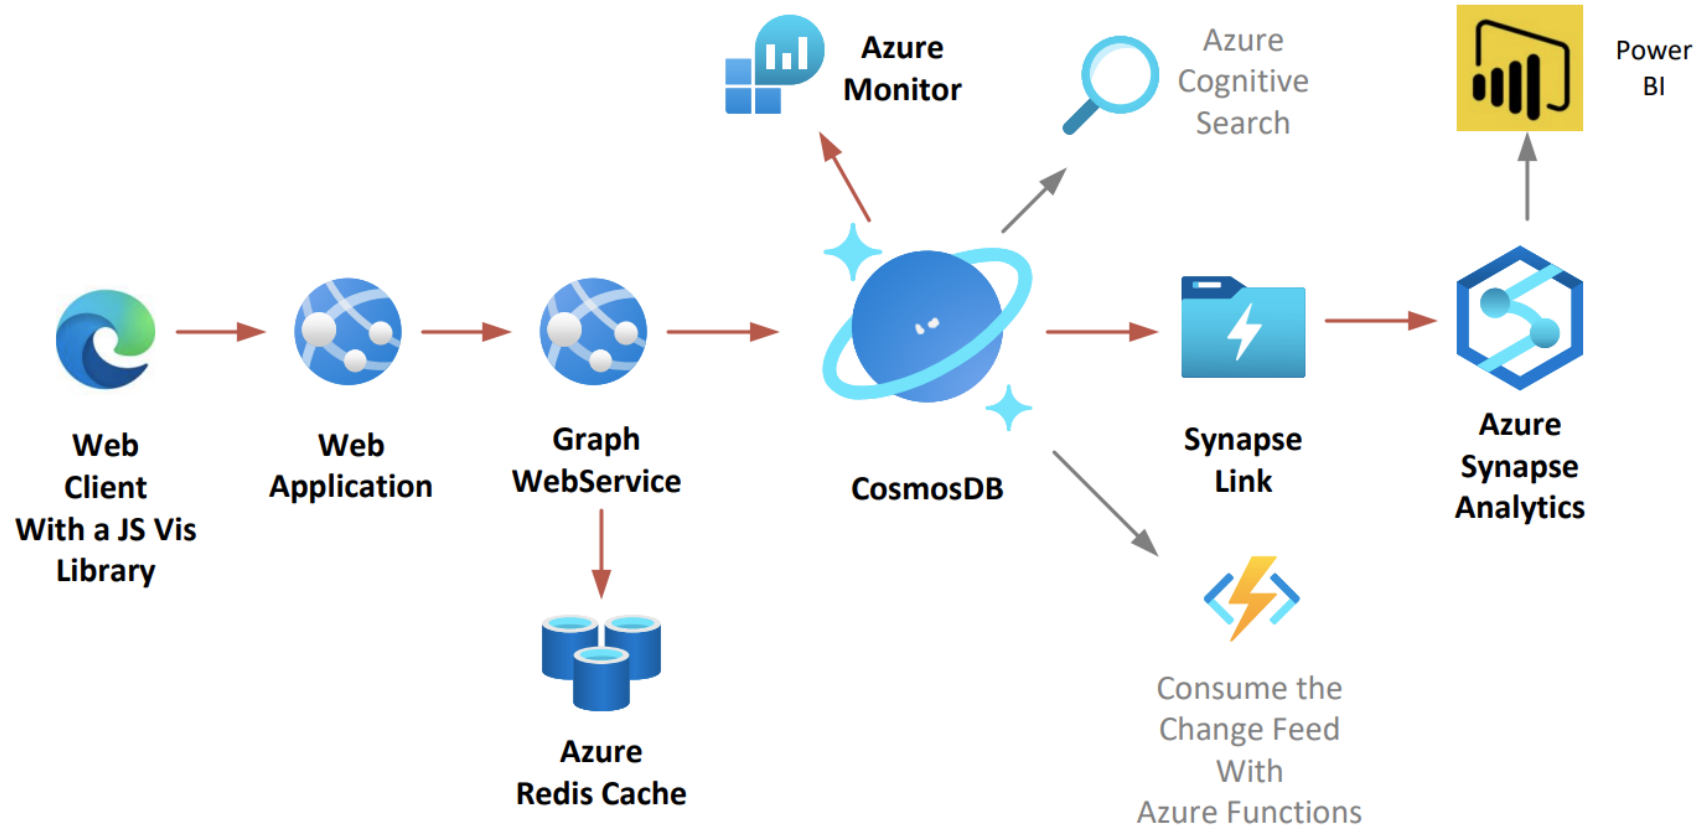 Azure
Monitor
Azure
Cognitive
Search
Power
BI
Web
Client
With a JS Vis
Library
Web
Application
Graph
WebService
CosmosDB
Synapse
Link
Azure
Synapse
Analytics
Azure
Redis Cache
Consume the
Change Feed
With
Azure Functions